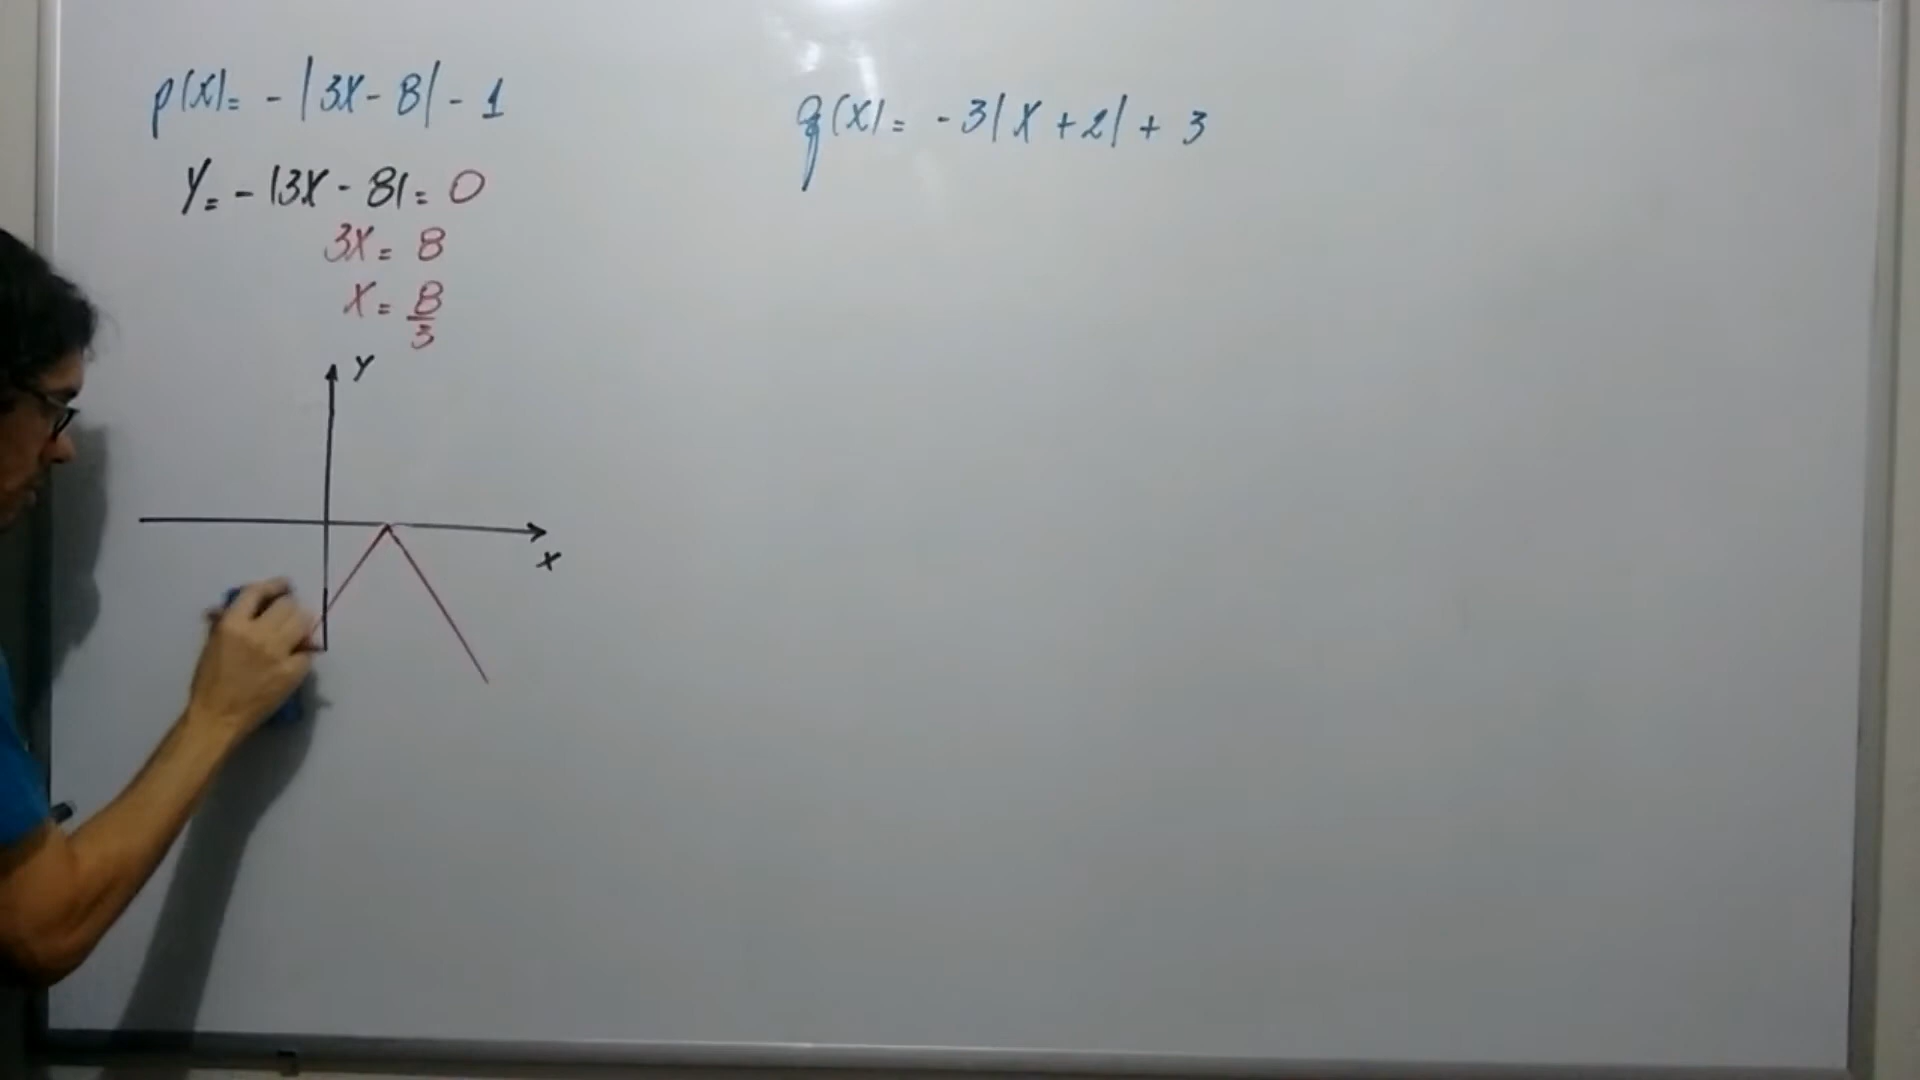 p(x) = - |3x - 8| - 1
y = - |3x - 8| = 0
3x = 8
x = 8/3
y
x
q(x) = - 3|x + 2| + 3